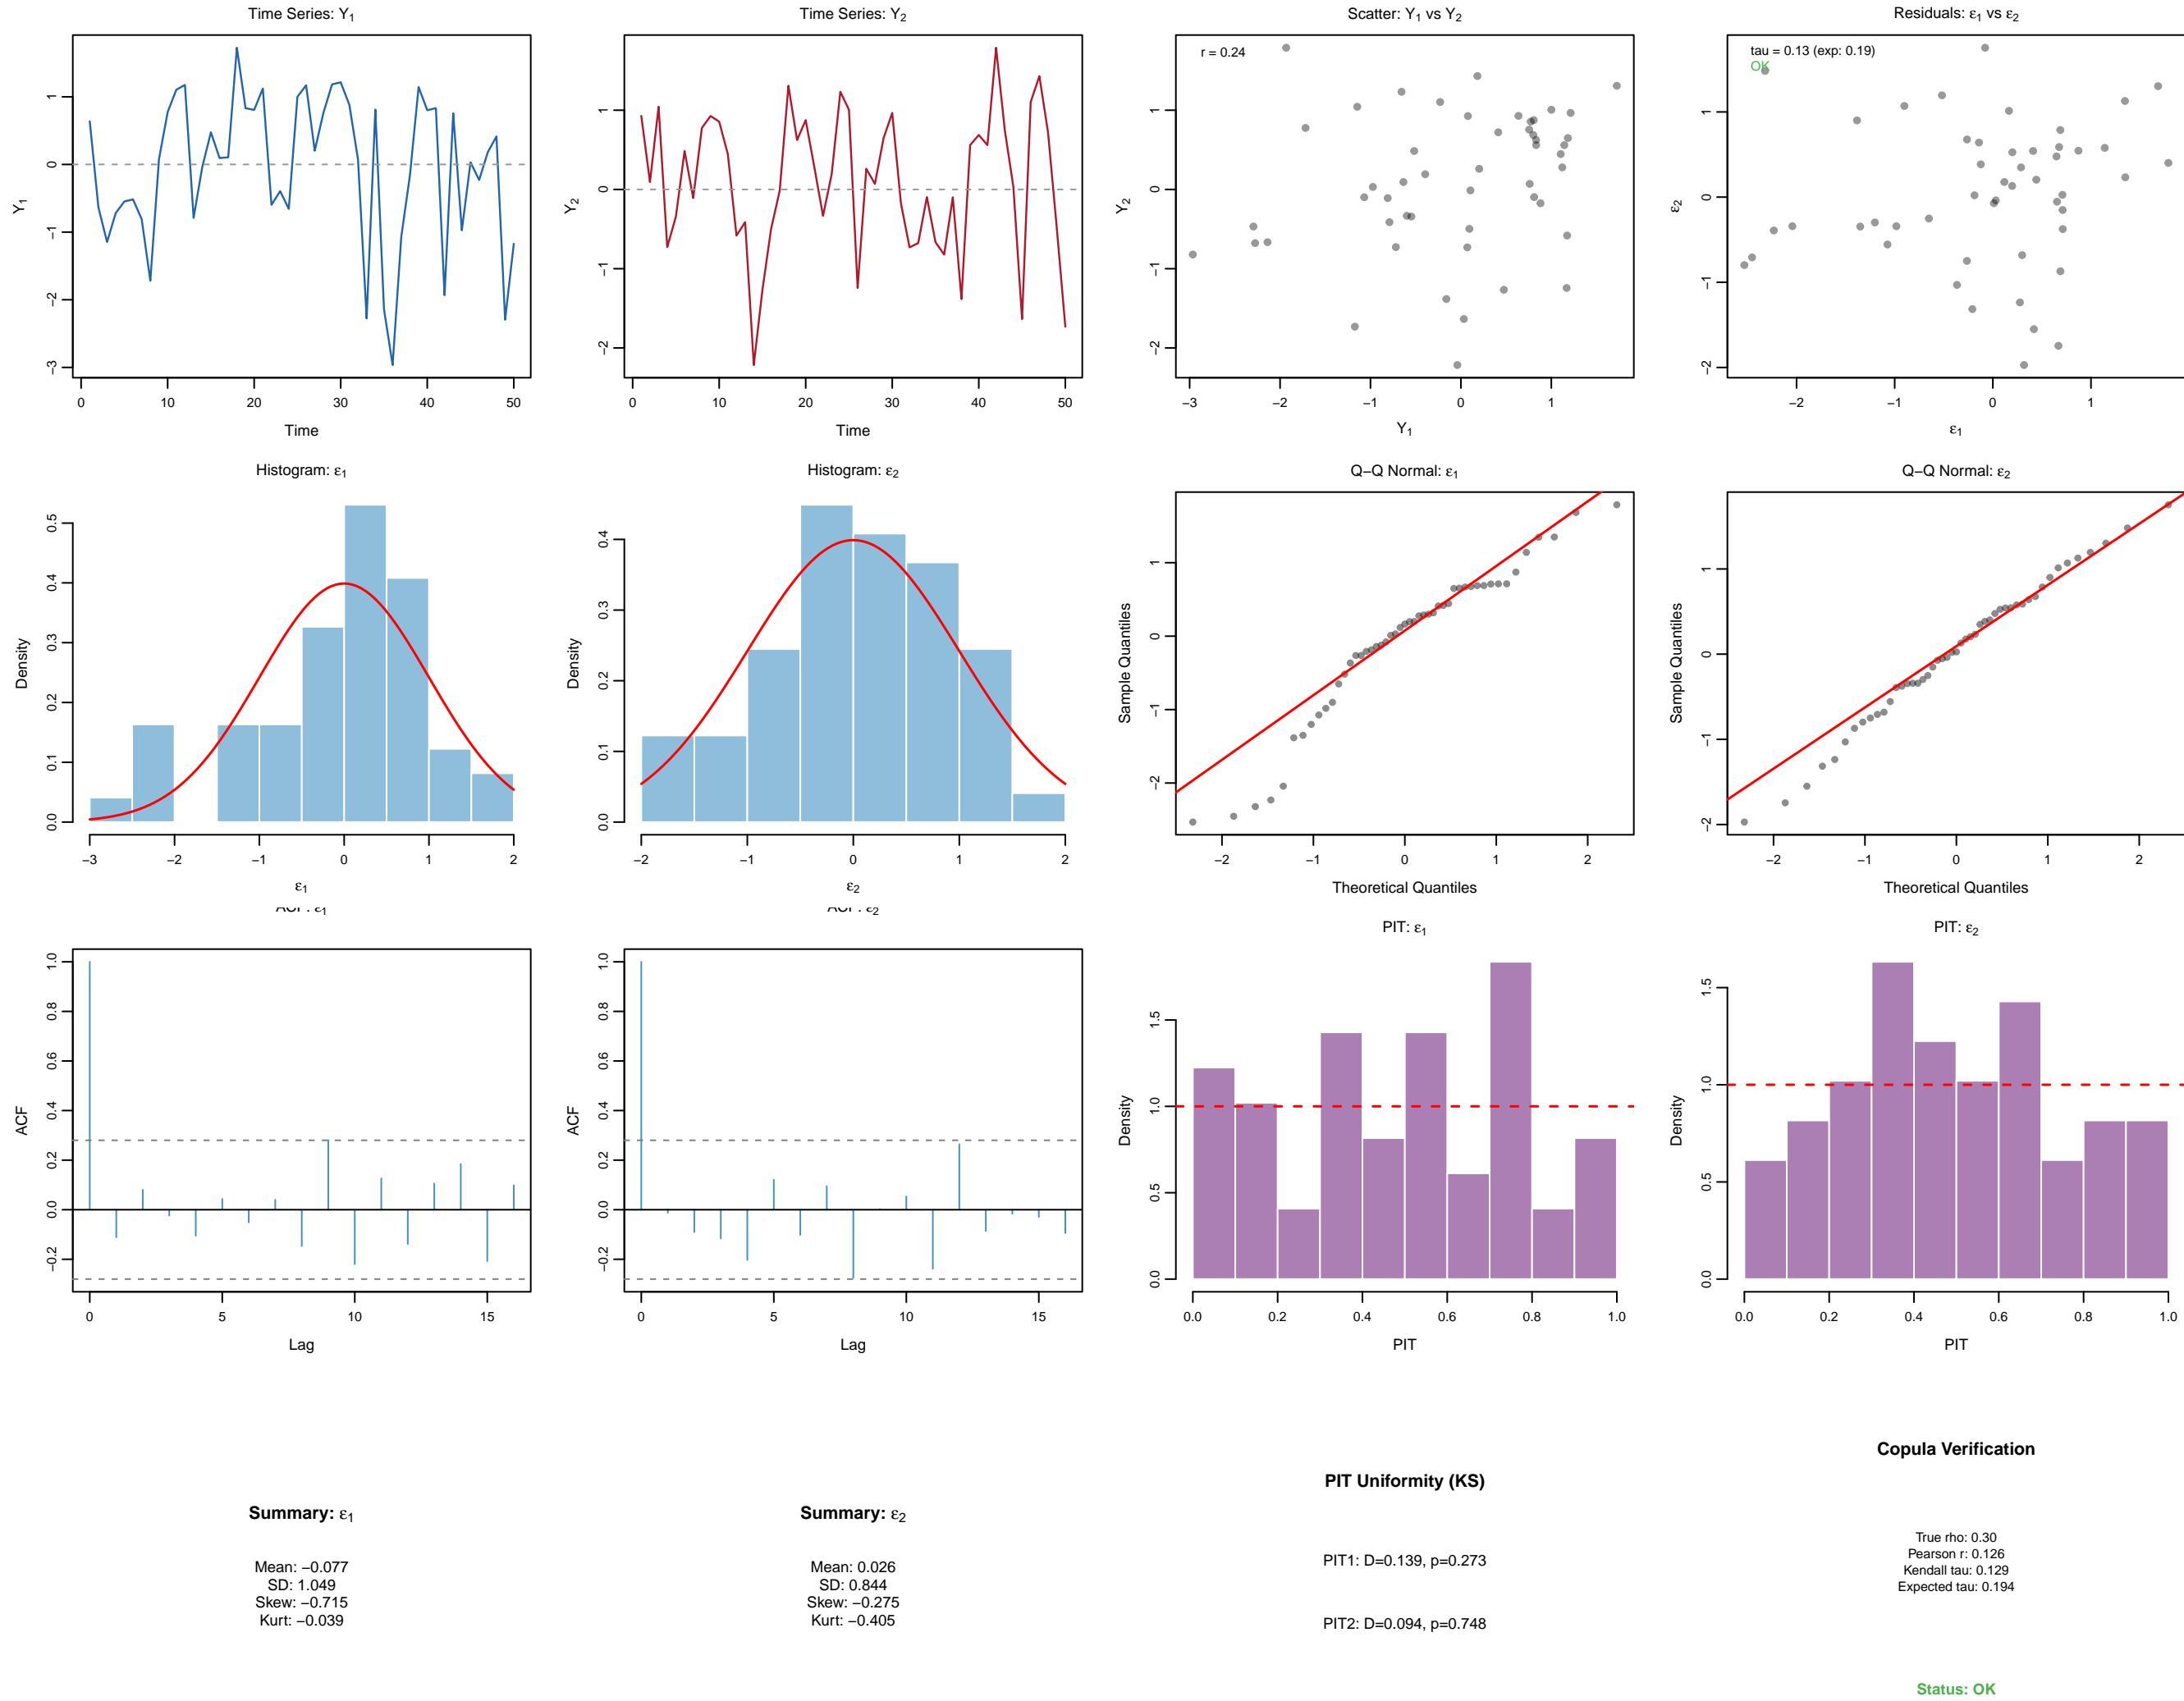 Time Series: Y1
1
0
−1
−2
−3
Y1
0 10 20 30 40 50
Time
Time Series: Y2
1
0
−1
−2
Y2
0 10 20 30 40 50
Time
Scatter: Y1 vs Y2
r = 0.24
1
0
−1
−2
Y2
−3 −2 −1 0 1
Y1
Residuals: ε1 vs ε2
tau = 0.13 (exp: 0.19)
OK
1
0
−1
−2
ε2
−2 −1 0 1
ε1
Histogram: ε1
0.5
0.4
0.3
0.2
0.1
0.0
Density
−3 −2 −1 0 1 2
ε1
Histogram: ε2
0.4
0.3
0.2
0.1
0.0
Density
−2 −1 0 1 2
ε2
Q−Q Normal: ε1
1
0
−1
−2
Sample Quantiles
−2 −1 0 1 2
Theoretical Quantiles
Q−Q Normal: ε2
1
0
−1
−2
Sample Quantiles
−2 −1 0 1 2
Theoretical Quantiles
ACF: ε1
1.0
0.8
0.6
0.4
0.2
0.0
−0.2
ACF
0 5 10 15
Lag
ACF: ε2
1.0
0.8
0.6
0.4
0.2
0.0
−0.2
ACF
0 5 10 15
Lag
PIT: ε1
1.5
1.0
0.5
0.0
Density
0.0 0.2 0.4 0.6 0.8 1.0
PIT
PIT: ε2
1.5
1.0
0.5
0.0
Density
0.0 0.2 0.4 0.6 0.8 1.0
PIT
Summary: ε1
Mean: −0.077
SD: 1.049
Skew: −0.715
Kurt: −0.039
Summary: ε2
Mean: 0.026
SD: 0.844
Skew: −0.275
Kurt: −0.405
PIT Uniformity (KS)
PIT1: D=0.139, p=0.273
PIT2: D=0.094, p=0.748
Copula Verification
True rho: 0.30
Pearson r: 0.126
Kendall tau: 0.129
Expected tau: 0.194
Status: OK